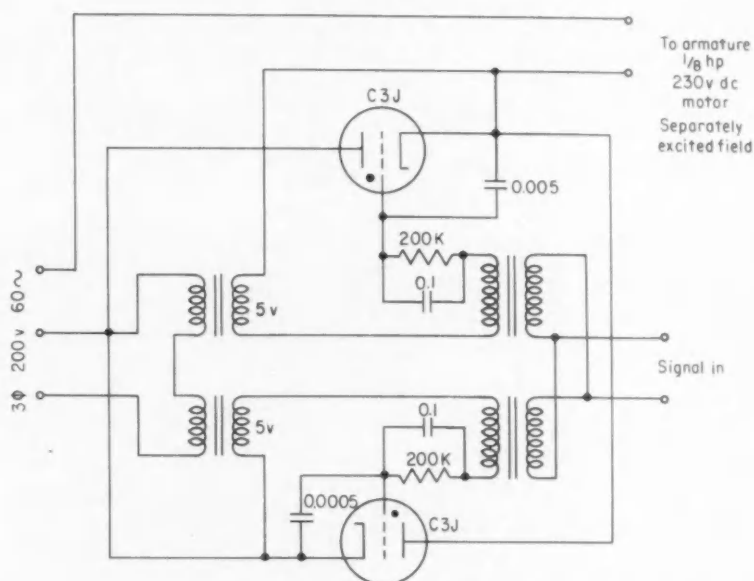 To armature
1/8 hp
230v dc
motor
Separately
excited field
C3J
0.005
200K
0.1
3Φ 200v 60~
5v
Signal in
5v
0.1
200K
0.0005
C3J